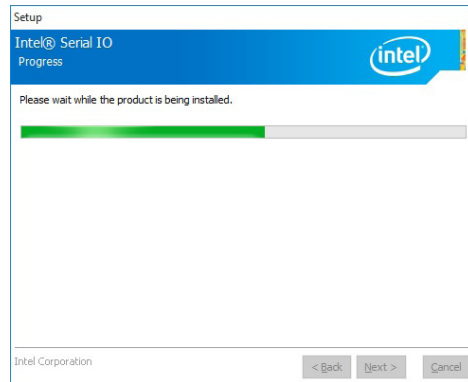 Setup
Intel® Serial IO
Progress
intel
Please wait while the product is being installed.
Intel Corporation
< Back Next > Cancel